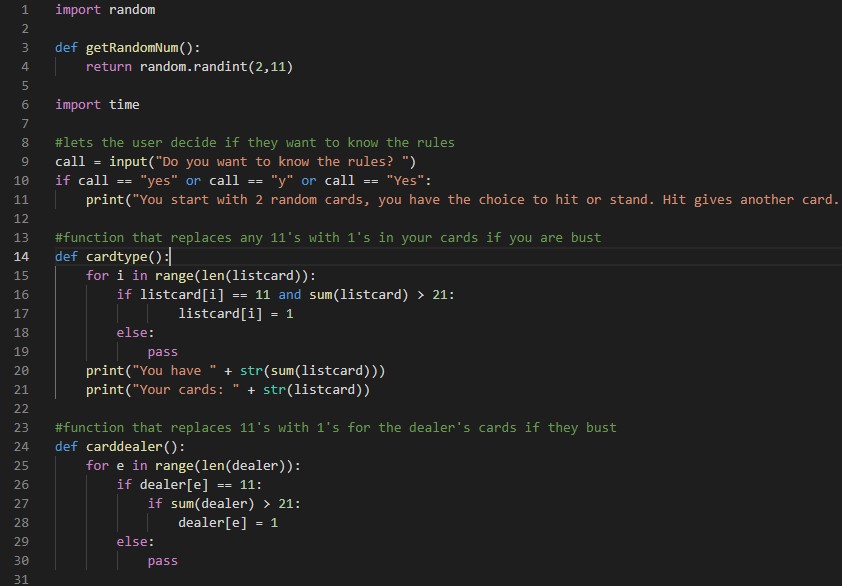 1 import random
2
3 def getRandomNum():
4     return random.randint(2,11)
5
6 import time
7
8 #lets the user decide if they want to know the rules
9 call = input("Do you want to know the rules? ")
10 if call == "yes" or call == "y" or call == "Yes":
11     print("You start with 2 random cards, you have the choice to hit or stand. Hit gives another card.
12
13 #function that replaces any 11's with 1's in your cards if you are bust
14 def cardtype():
15     for i in range(len(listcard)):
16         if listcard[i] == 11 and sum(listcard) > 21:
17                 listcard[i] = 1
18         else:
19             pass
20     print("You have " + str(sum(listcard)))
21     print("Your cards: " + str(listcard))
22
23 #function that replaces 11's with 1's for the dealer's cards if they bust
24 def carddealer():
25     for e in range(len(dealer)):
26         if dealer[e] == 11:
27             if sum(dealer) > 21:
28                 dealer[e] = 1
29         else:
30             pass
31